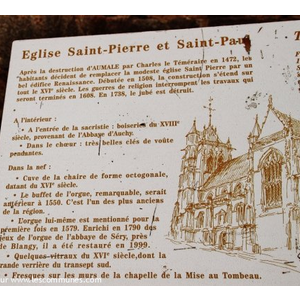 Eglise Saint-Pierre et Saint-Paul
Après la destruction d'AUMALE par Charles le Téméraire en 1472, les
habitants décident de remplacer la modeste église Saint Pierre par un
bel édifice Renaissance. Débutée en 1508, la construction s'étend sur
tout le XVI° siècle. Les guerres de religion interrompent les travaux qui
seront terminés en 1608. En 1738, le jubé est détruit.
A l'intérieur :
• A l'entrée de la sacristie : boiserie du XVIII°
siècle, provenant de l'Abbaye d'Auchy.
• Dans le chœur : très belles clés de voûte
pendantes.
Dans la nef :
• Cuve de la chaire de forme octogonale,
datant du XVI° siècle.
• Le buffet de l'orgue, remarquable, serait
antérieur à 1550. C'est l'un des plus anciens
de la région.
• L'orgue lui-même est mentionné pour la
première fois en 1579. Enrichi en 1790 des
jeux de l'orgue de l'abbaye de Séry, près
de Blangy, il a été restauré en 1999.
• Quelques vitraux du XVI° siècle, dont la
grande verrière du transept sud.
• Fresques sur les murs de la chapelle de la Mise au Tombeau.